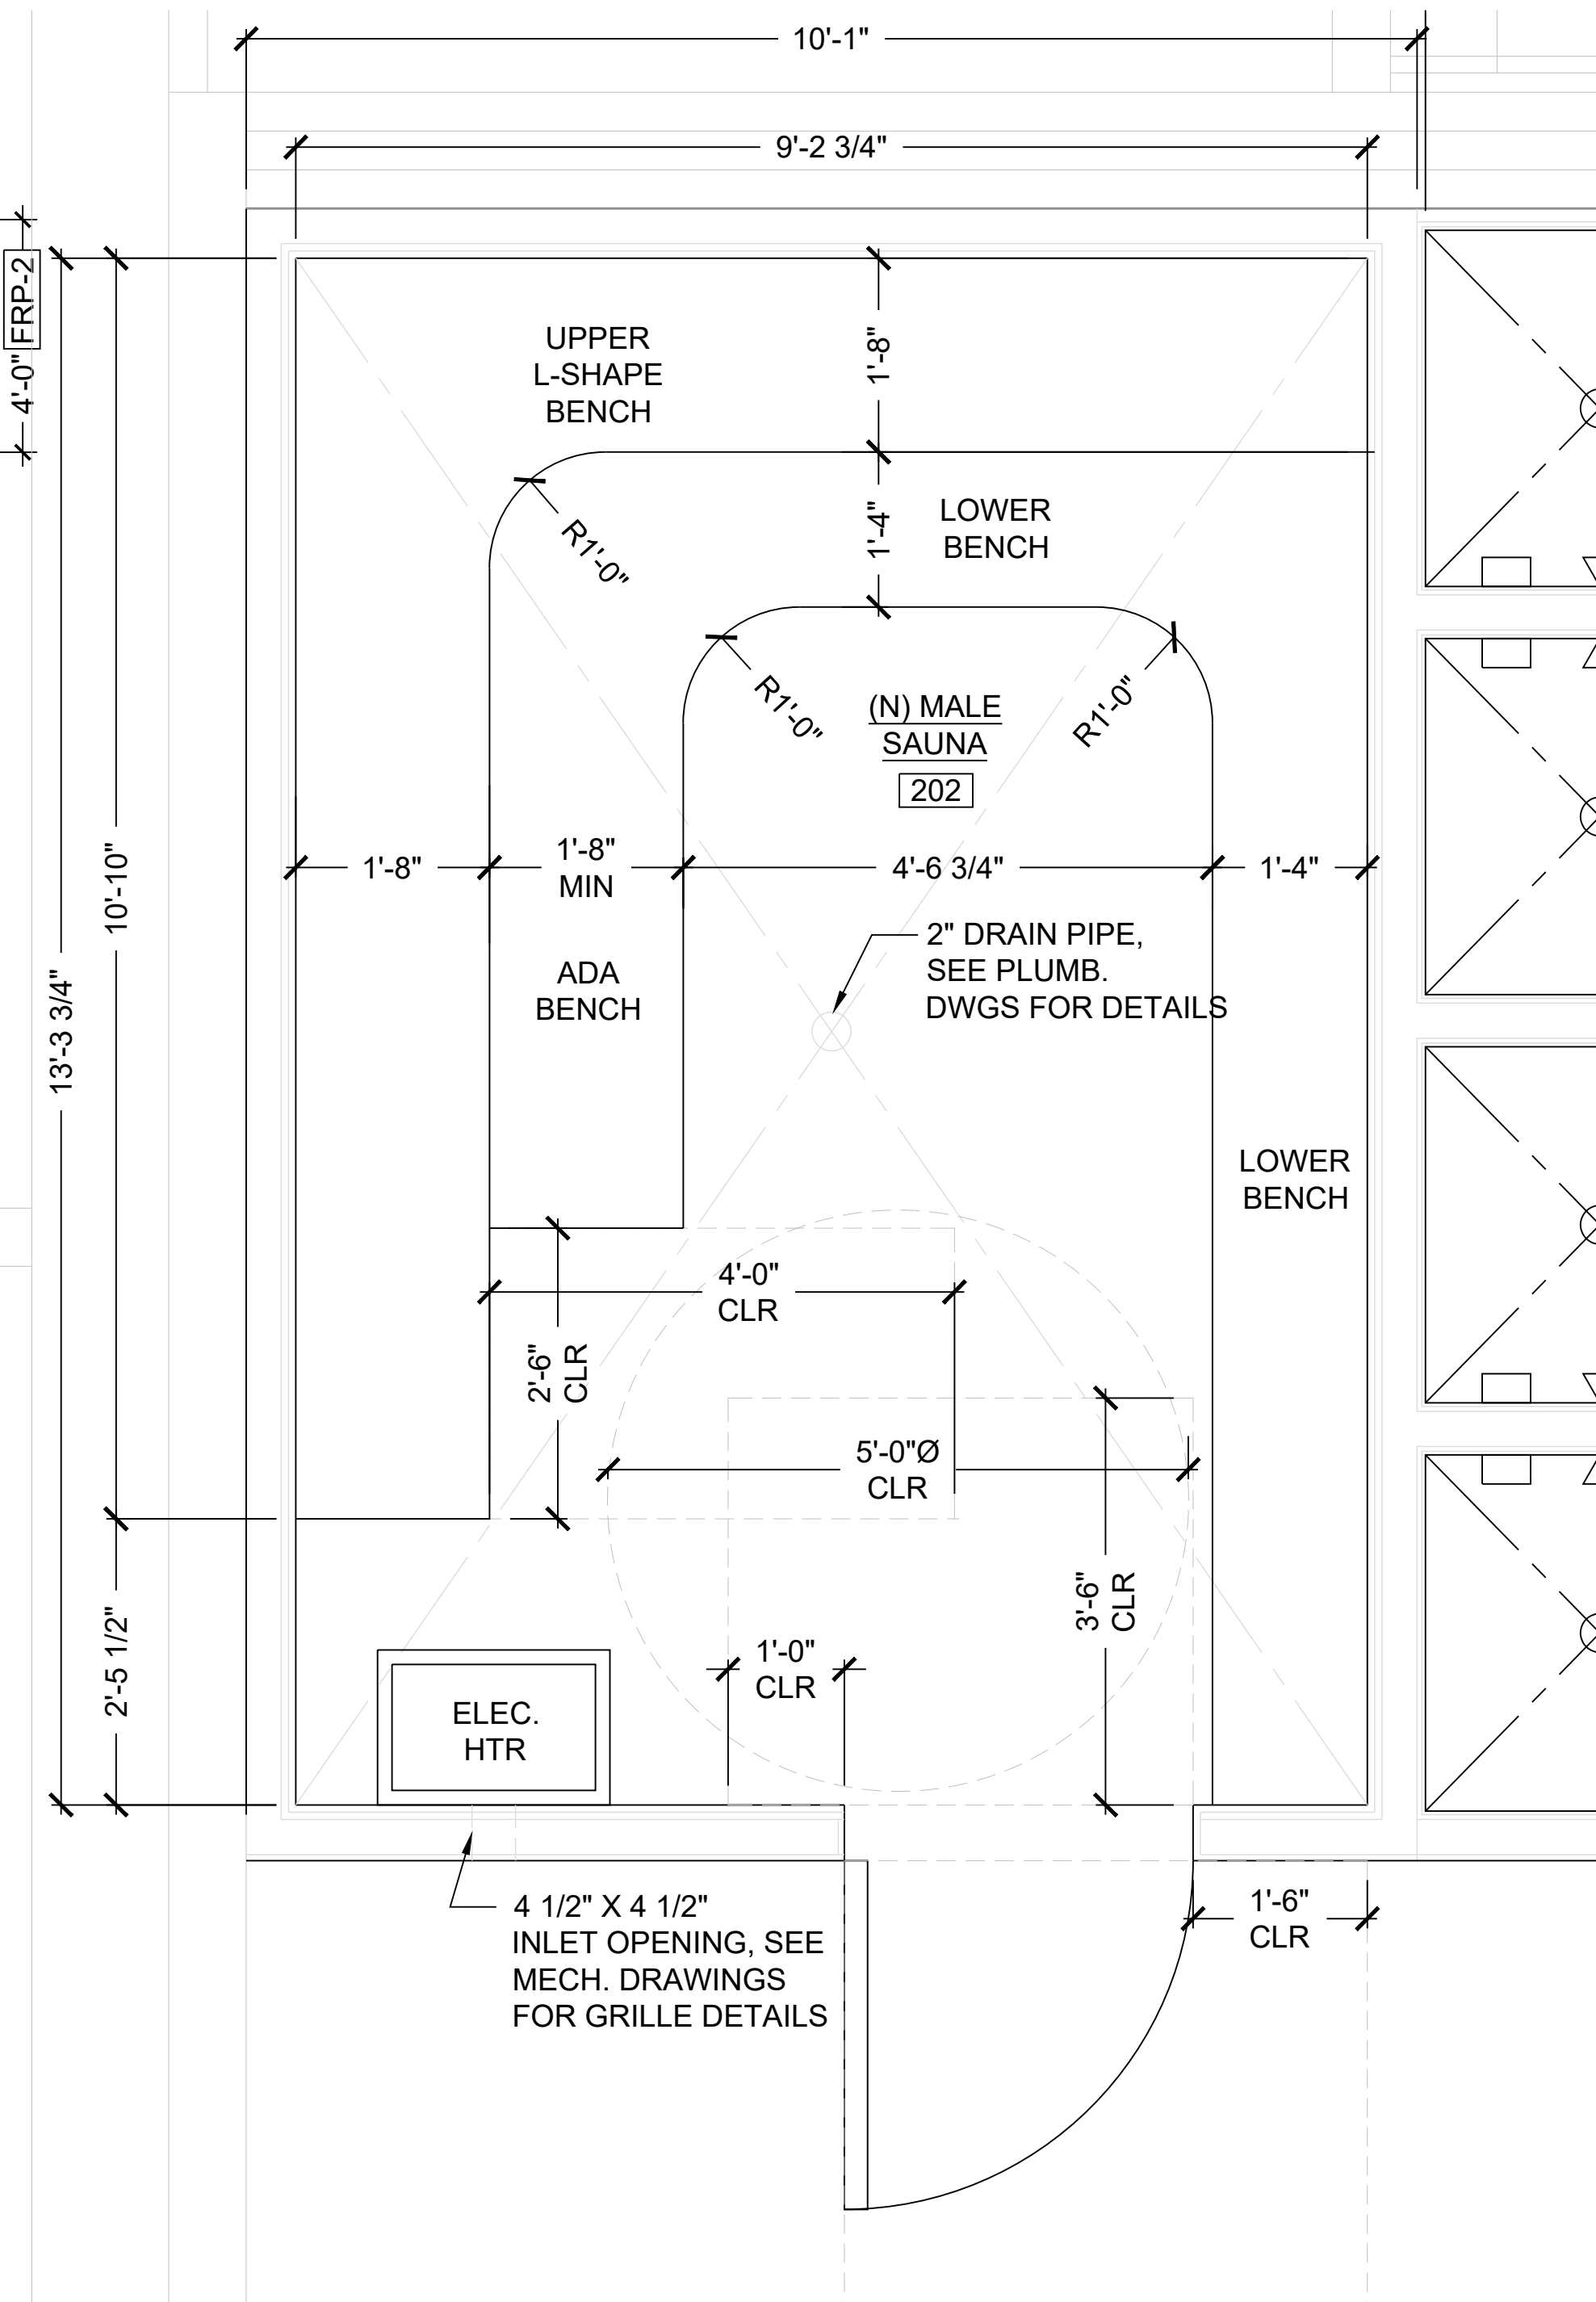 10'-1"
9'-2 3/4"
FRP-2
4'-0"
UPPER
L-SHAPE
BENCH
1'-8"
R1'-0"
1'-4"
LOWER
BENCH
R1'-0"
R1'-0"
(N) MALE
SAUNA
202
13'-3 3/4"
10'-10"
1'-8"
1'-8"
MIN
4'-6 3/4"
1'-4"
ADA
BENCH
2" DRAIN PIPE,
SEE PLUMB.
DWGS FOR DETAILS
LOWER
BENCH
4'-0"
CLR
2'-6"
CLR
5'-0"Ø
CLR
3'-6"
CLR
2'-5 1/2"
1'-0"
CLR
ELEC.
HTR
4 1/2" X 4 1/2"
INLET OPENING, SEE
MECH. DRAWINGS
FOR GRILLE DETAILS
1'-6"
CLR